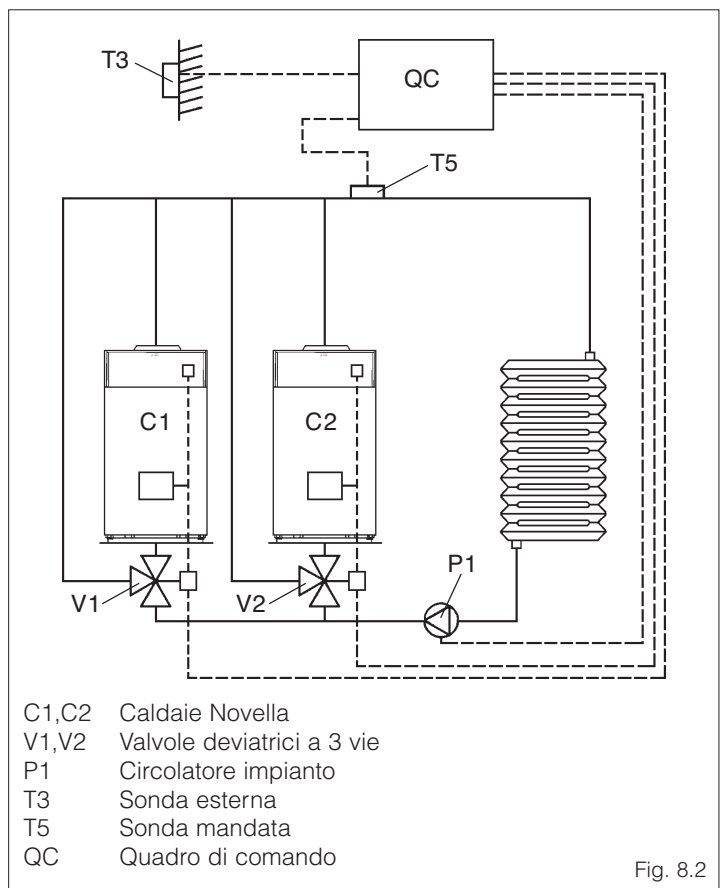 T3
QC
T5
C1
C2
V1
V2
P1
C1,C2 Caldaie Novella
V1,V2 Valvole deviatrici a 3 vie
P1 Circolatore impianto
T3 Sonda esterna
T5 Sonda mandata
QC Quadro di comando
Fig. 8.2